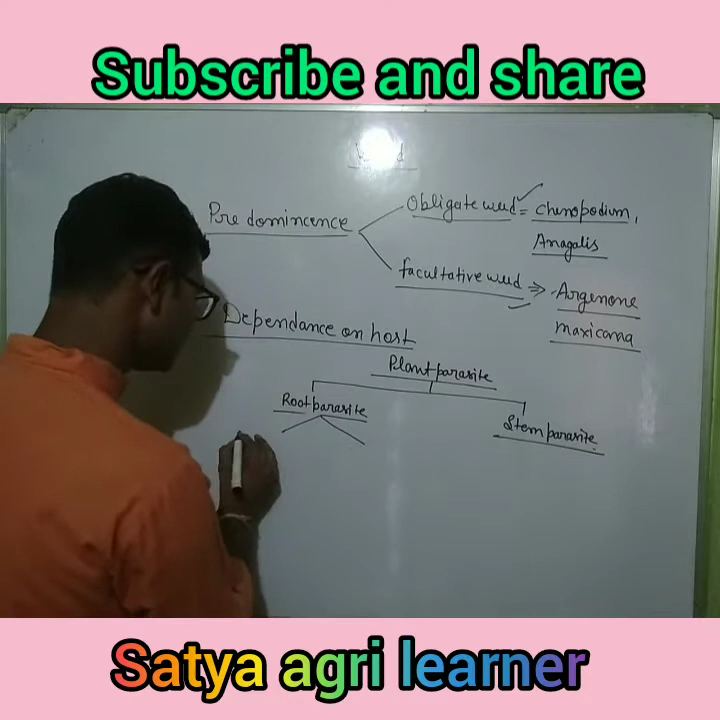 Subscribe and share
Pre domincence
Obligate weed = chenopodium,
Anagalis
facultative weed ⇒ Argenone
maxicana
Dependance on host
Plant parasite
Root parasite
Stem parasite
Satya agri learner